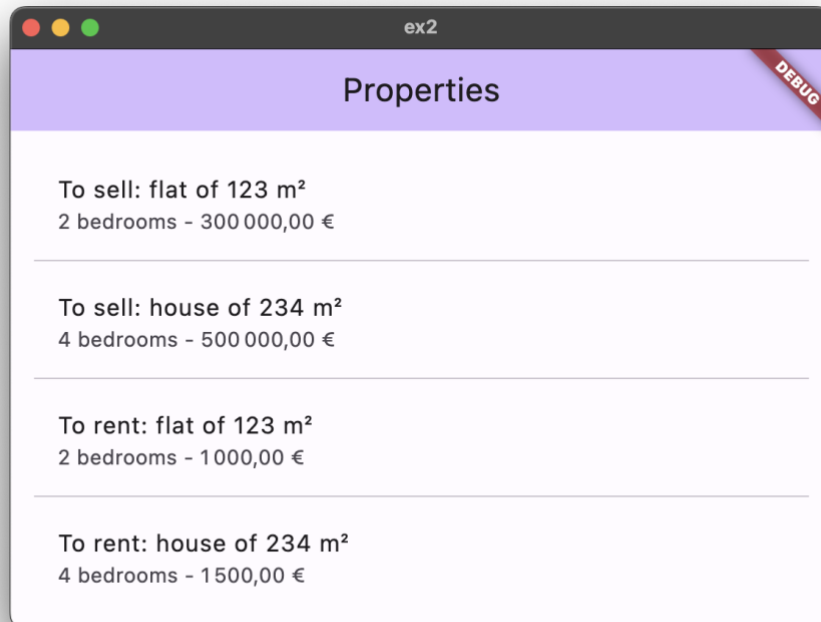 ex2
Properties
DEBUG
To sell: flat of 123 m²
2 bedrooms - 300 000,00 €
To sell: house of 234 m²
4 bedrooms - 500 000,00 €
To rent: flat of 123 m²
2 bedrooms - 1 000,00 €
To rent: house of 234 m²
4 bedrooms - 1 500,00 €